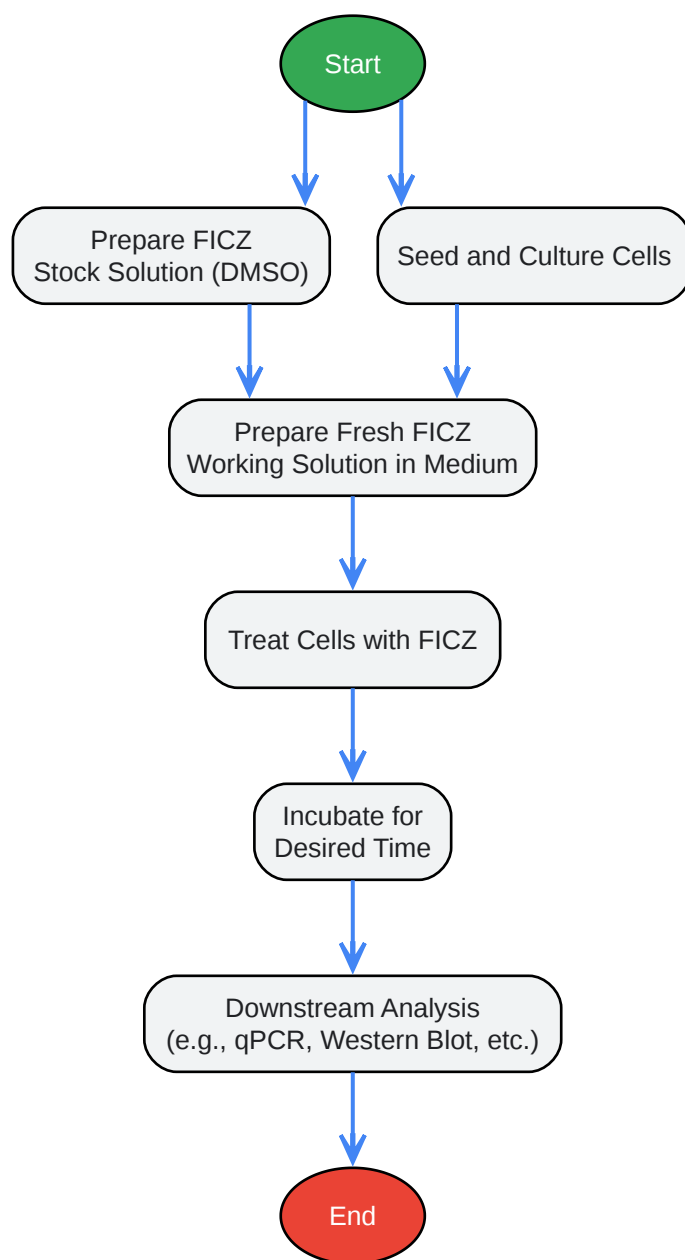 Start
Prepare FICZ
Stock Solution (DMSO)
Seed and Culture Cells
Prepare Fresh FICZ
Working Solution in Medium
Treat Cells with FICZ
Incubate for
Desired Time
Downstream Analysis
(e.g., qPCR, Western Blot, etc.)
End